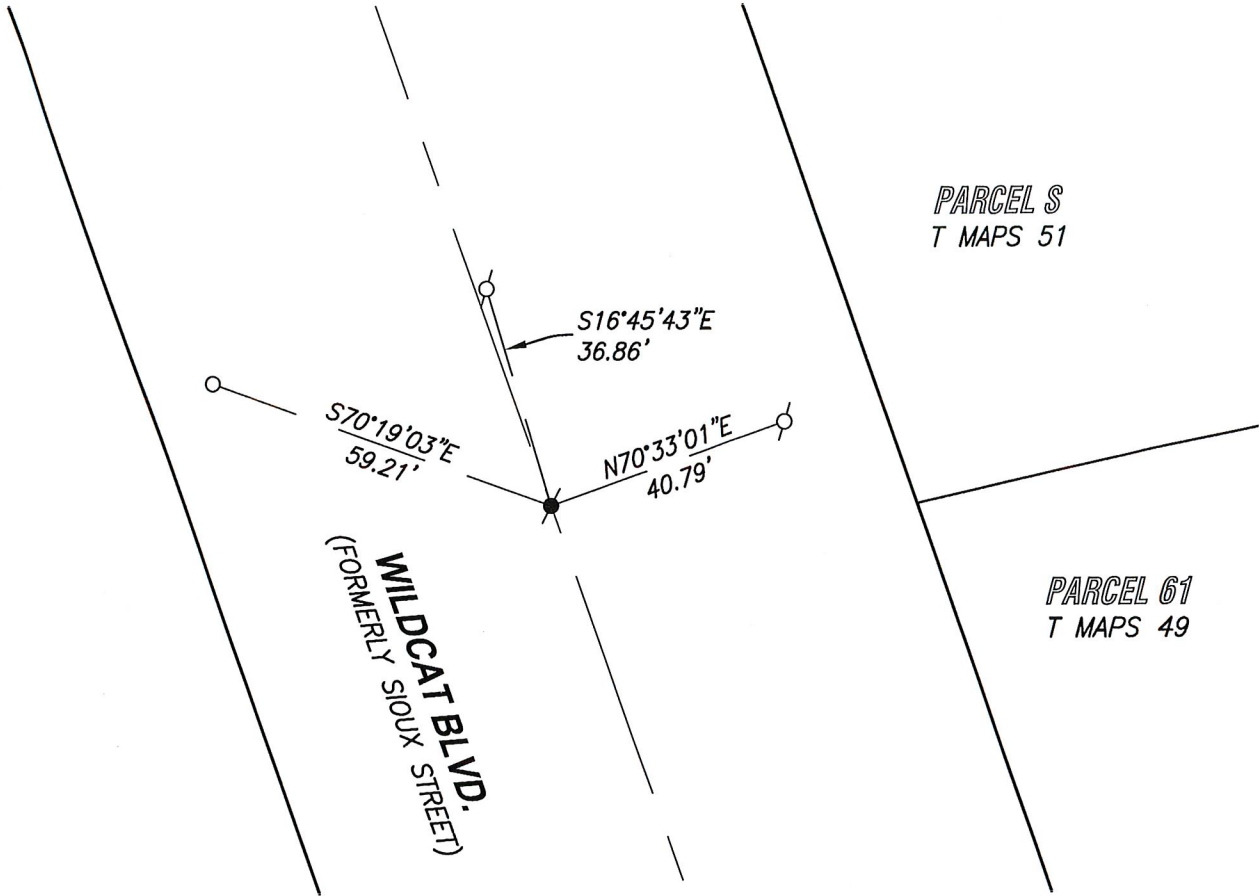 PARCEL S
T MAPS 51
S16°45'43"E
36.86'
S70°19'03"E
59.21'
N70°33'01"E
40.79'
WILDCAT BLVD.
(FORMERLY SIOUX STREET)
PARCEL 61
T MAPS 49